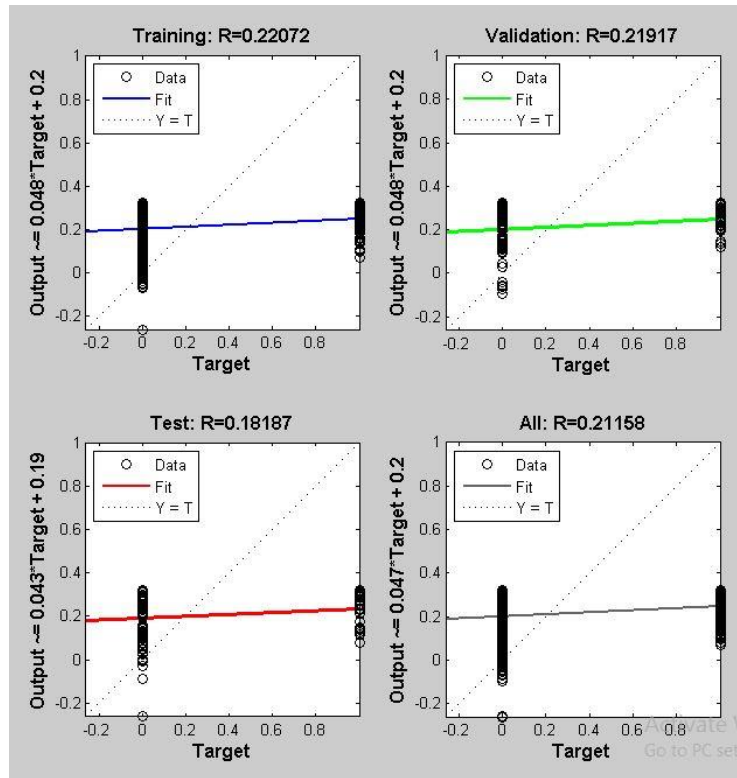 Training: R=0.22072
Output ~= 0.048*Target + 0.2
1
0.8
0.6
0.4
0.2
0
-0.2
Data
Fit
Y = T
-0.2 0 0.2 0.4 0.6 0.8
Target
Validation: R=0.21917
Output ~= 0.048*Target + 0.2
1
0.8
0.6
0.4
0.2
0
-0.2
Data
Fit
Y = T
-0.2 0 0.2 0.4 0.6 0.8
Target
Test: R=0.18187
Output ~= 0.043*Target + 0.19
1
0.8
0.6
0.4
0.2
0
-0.2
Data
Fit
Y = T
-0.2 0 0.2 0.4 0.6 0.8
Target
All: R=0.21158
Output ~= 0.047*Target + 0.2
1
0.8
0.6
0.4
0.2
0
-0.2
Data
Fit
Y = T
-0.2 0 0.2 0.4 0.6 0.8
Target
Activate
Go to PC set